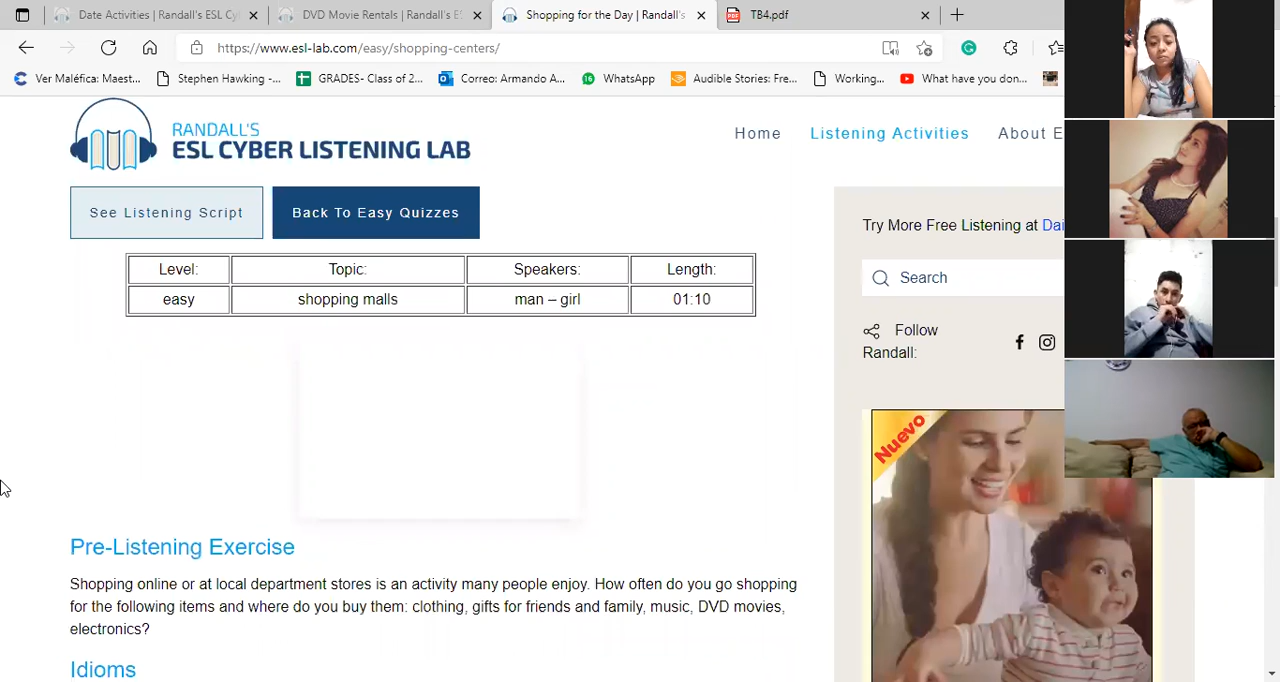 Date Activities | Randall's ESL Cy
DVD Movie Rentals | Randall's ES
Shopping for the Day | Randall's
TB4.pdf
https://www.esl-lab.com/easy/shopping-centers/
Ver Maléfica: Maest...
Stephen Hawking -...
GRADES- Class of 2...
Correo: Armando A...
WhatsApp
Audible Stories: Fre...
Working...
What have you don...
RANDALL'S
ESL CYBER LISTENING LAB
Home
Listening Activities
About E
See Listening Script
Back To Easy Quizzes
Level:
Topic:
Speakers:
Length:
easy
shopping malls
man – girl
01:10
Try More Free Listening at Dai
Search
Follow
Randall:
Nuevo
Pre-Listening Exercise
Shopping online or at local department stores is an activity many people enjoy. How often do you go shopping
for the following items and where do you buy them: clothing, gifts for friends and family, music, DVD movies,
electronics?
Idioms